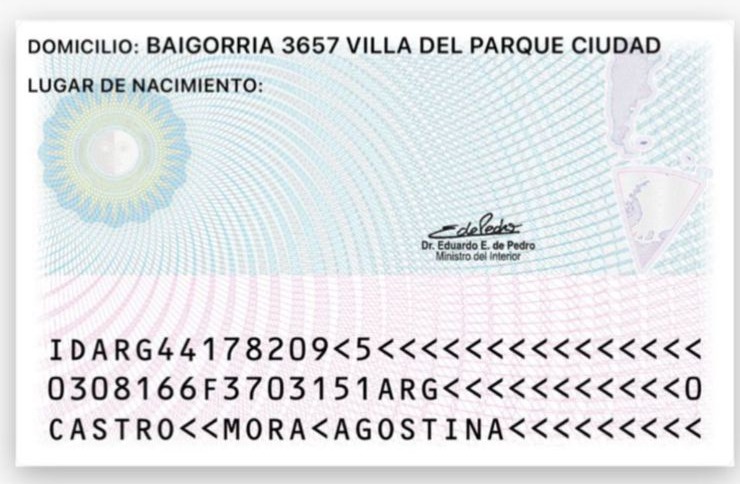 DOMICILIO: BAIGORRIA 3657 VILLA DEL PARQUE CIUDAD
LUGAR DE NACIMIENTO:
EdePedro
Dr. Eduardo E. de Pedro
Ministro del Interior
IDARG44178209<5<<<<<<<<<<<<<<<
0308166F3703151ARG<<<<<<<<<<<0
CASTRO<<MORA<AGOSTINA<<<<<<<<<